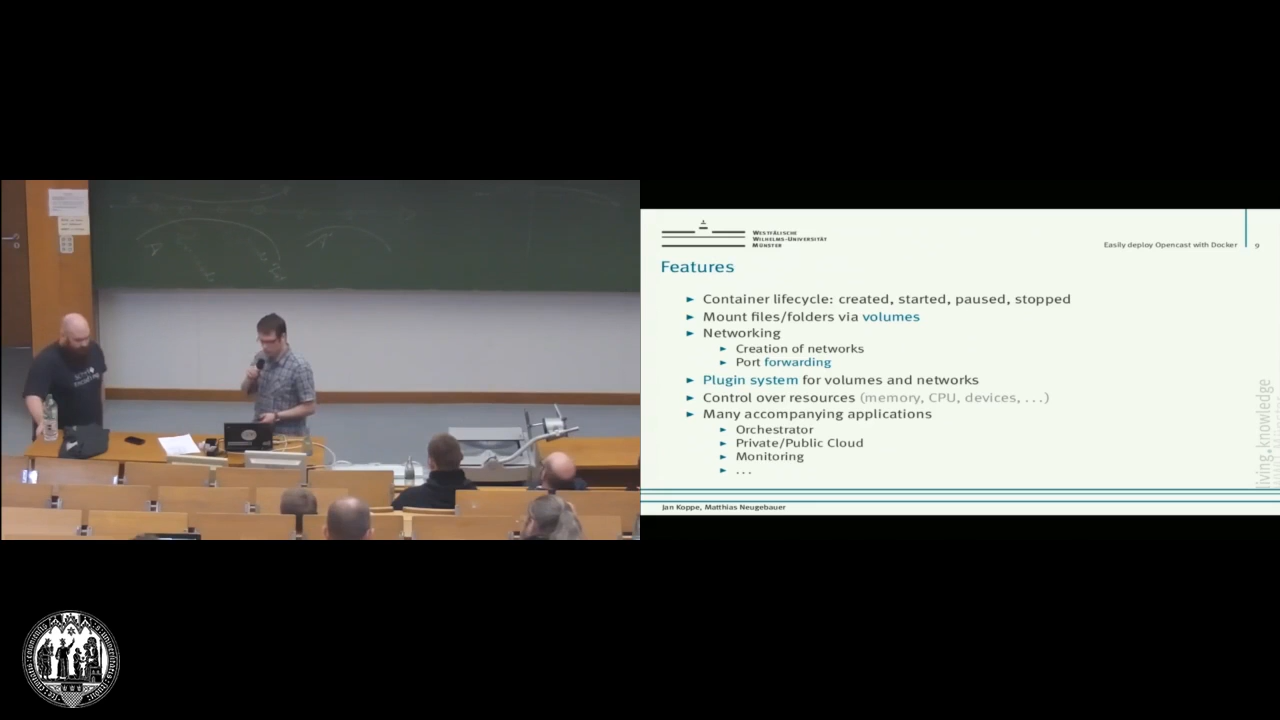 WESTFÄLISCHE
WILHELMS-UNIVERSITÄT
MÜNSTER
Easily deploy Opencast with Docker
9
Features
► Container lifecycle: created, started, paused, stopped
► Mount files/folders via volumes
► Networking
► Creation of networks
► Port forwarding
► Plugin system for volumes and networks
► Control over resources (memory, CPU, devices, ...)
► Many accompanying applications
► Orchestrator
► Private/Public Cloud
► Monitoring
► ...
living.knowledge
Jan Koppe, Matthias Neugebauer